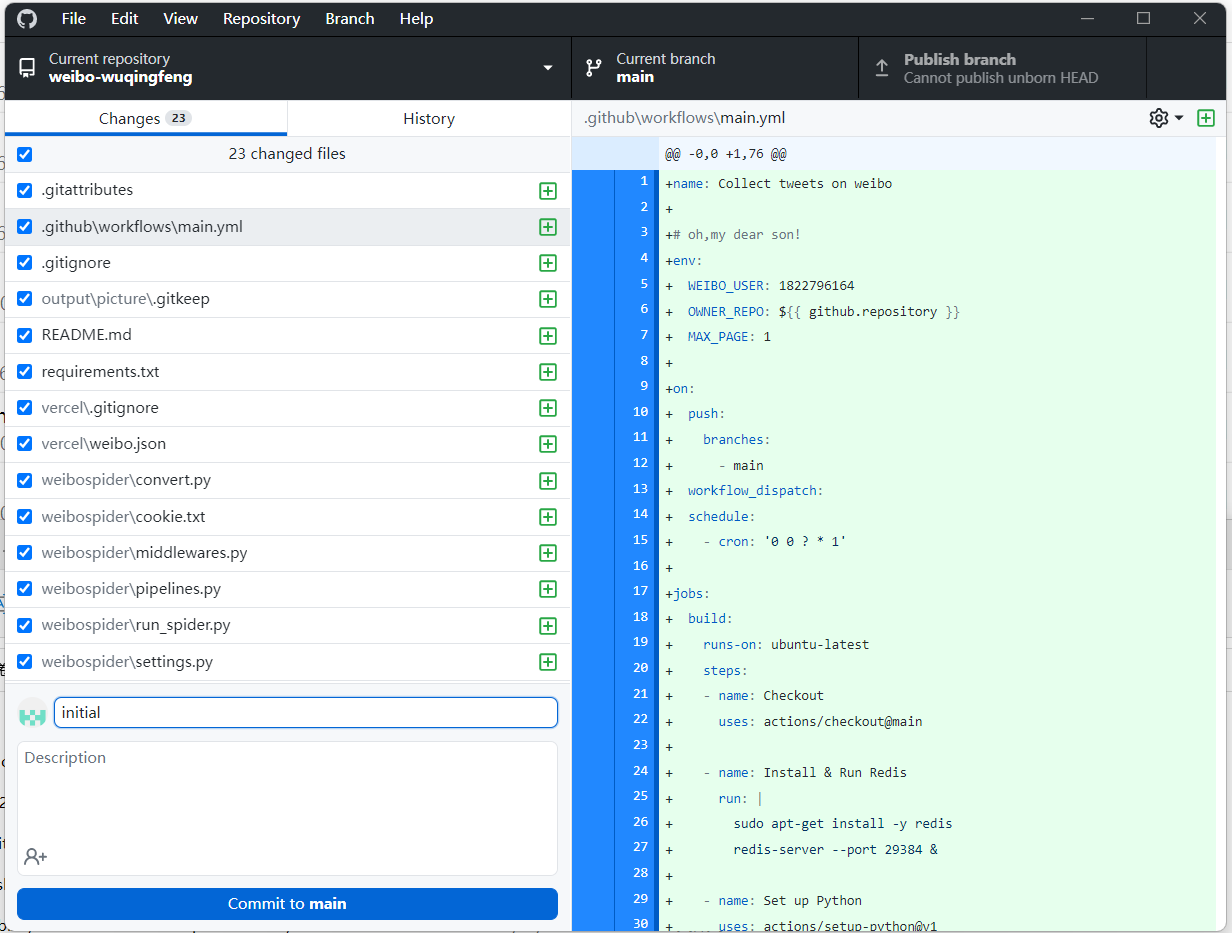 File Edit View Repository Branch Help
Current repository
weibo-wuqingfeng
Current branch
main
Publish branch
Cannot publish unborn HEAD
Changes 23
History
23 changed files
.gitattributes
.github\workflows\main.yml
.gitignore
output\picture\.gitkeep
README.md
requirements.txt
vercel\.gitignore
vercel\weibo.json
weibospider\convert.py
weibospider\cookie.txt
weibospider\middlewares.py
weibospider\pipelines.py
weibospider\run_spider.py
weibospider\settings.py
initial
Description
Commit to main
.github\workflows\main.yml
@@ -0,0 +1,76 @@
1 +name: Collect tweets on weibo
2 +
3 +# oh,my dear son!
4 +env:
5 + WEIBO_USER: 1822796164
6 + OWNER_REPO: ${{ github.repository }}
7 + MAX_PAGE: 1
8 +
9 +on:
10 + push:
11 + branches:
12 + - main
13 + workflow_dispatch:
14 + schedule:
15 + - cron: '0 0 ? * 1'
16 +
17 +jobs:
18 + build:
19 + runs-on: ubuntu-latest
20 + steps:
21 + - name: Checkout
22 + uses: actions/checkout@main
23 +
24 + - name: Install & Run Redis
25 + run: |
26 + sudo apt-get install -y redis
27 + redis-server --port 29384 &
28 +
29 + - name: Set up Python
30 + uses: actions/setup-python@v1